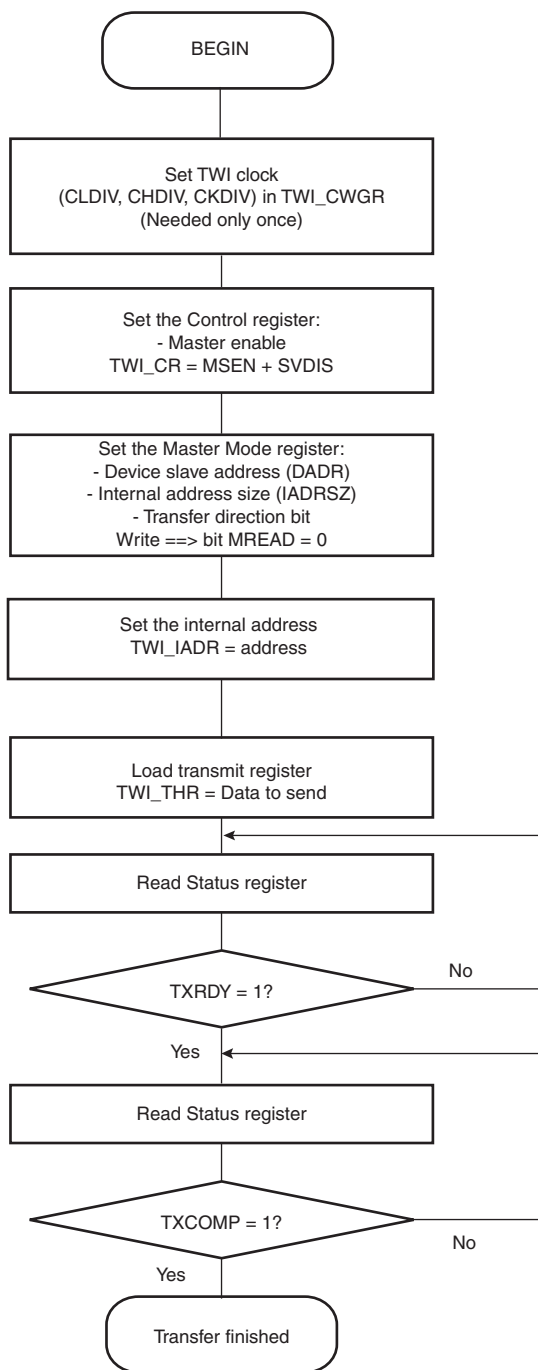 BEGIN
Set TWI clock
(CLDIV, CHDIV, CKDIV) in TWI_CWGR
(Needed only once)
Set the Control register:
- Master enable
TWI_CR = MSEN + SVDIS
Set the Master Mode register:
- Device slave address (DADR)
- Internal address size (IADRSZ)
- Transfer direction bit
Write ==> bit MREAD = 0
Set the internal address
TWI_IADR = address
Load transmit register
TWI_THR = Data to send
Read Status register
TXRDY = 1?
No
Yes
Read Status register
TXCOMP = 1?
No
Yes
Transfer finished